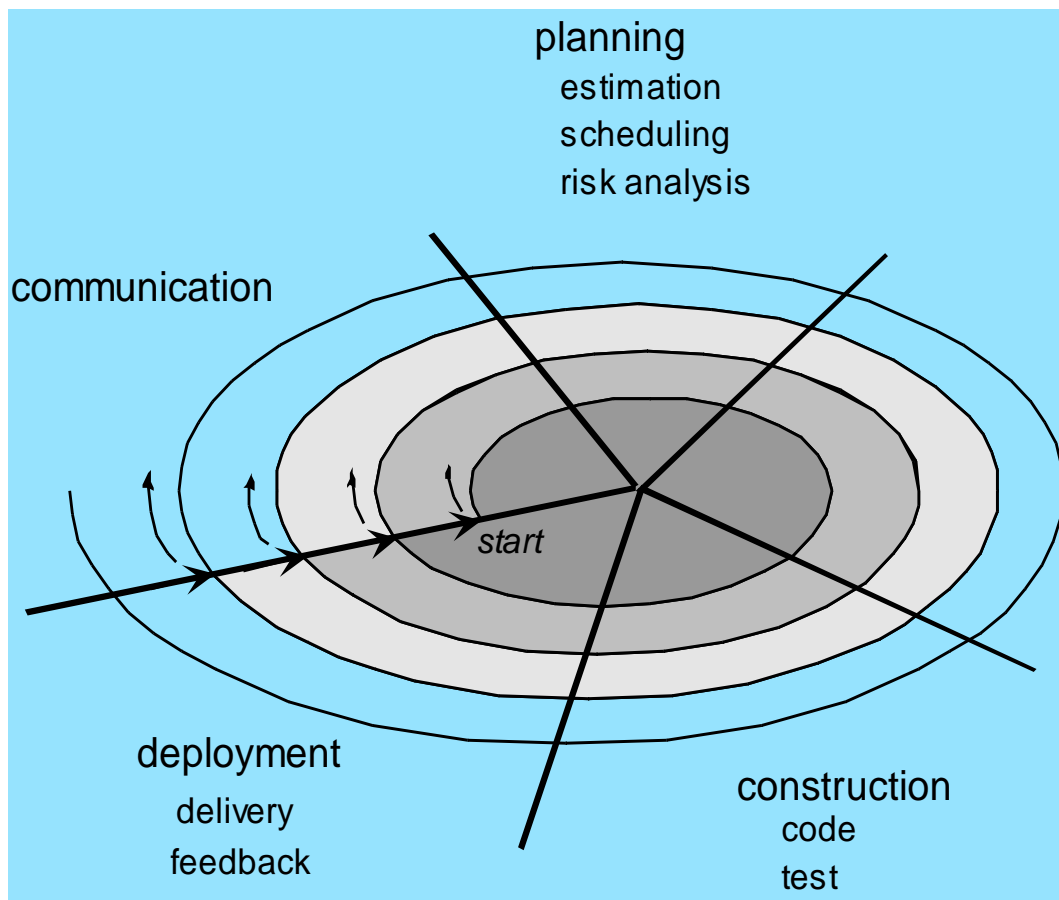 planning
estimation
scheduling
risk analysis
communication
start
deployment
delivery
feedback
construction
code
test